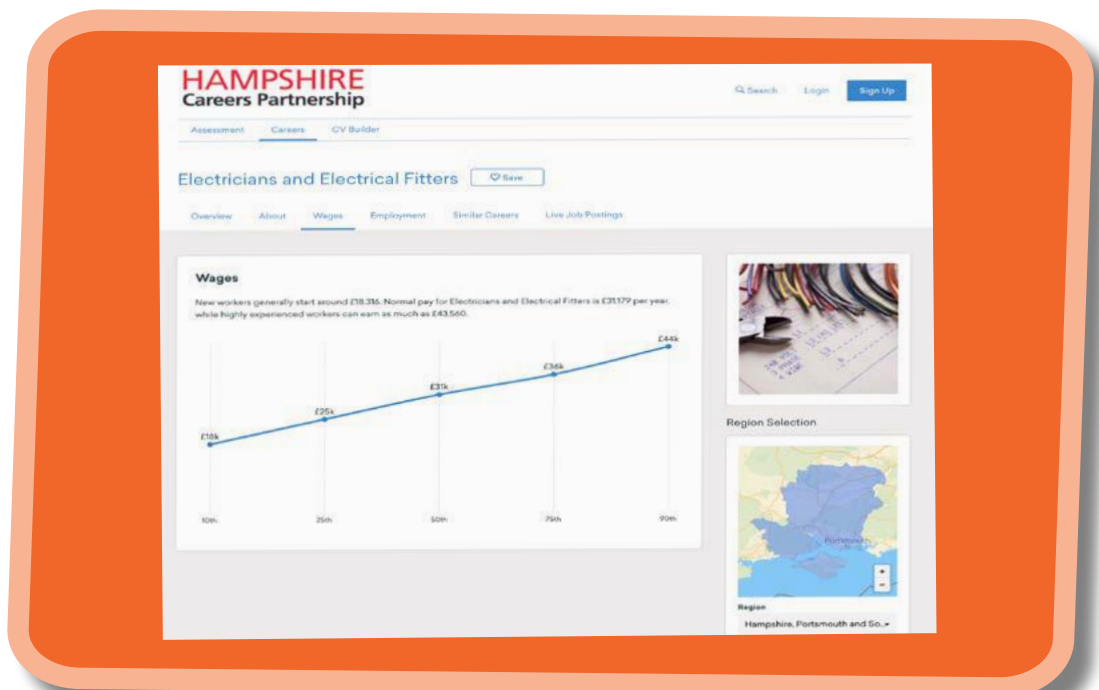 HAMPSHIRE
Careers Partnership
Search Login Sign Up
Assessment Careers CV Builder
Electricians and Electrical Fitters Save
Overview About Wages Employment Similar Careers Live Job Postings
Wages
New workers generally start around £18,316. Normal pay for Electricians and Electrical Fitters is £31,179 per year,
while highly experienced workers can earn as much as £43,560.
£44k
£36k
£31k
£25k
£18k
10th 25th 50th 75th 90th
Region Selection
Portsmouth
+
−
Region
Hampshire, Portsmouth and So...